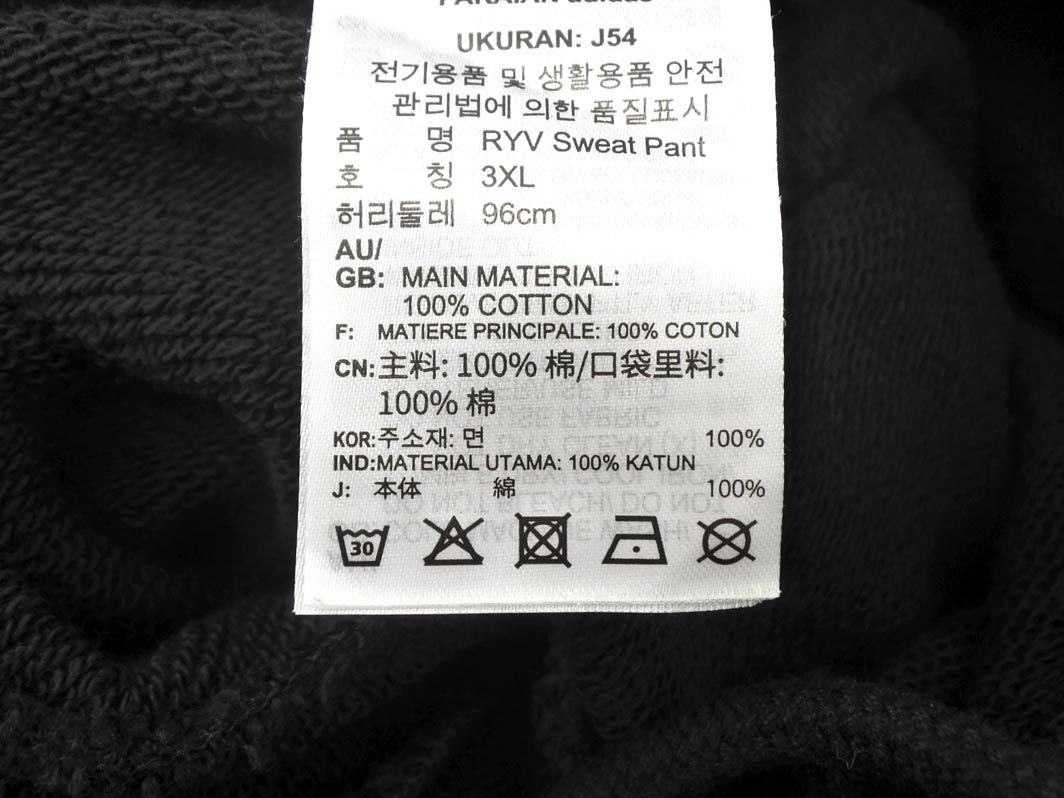 PAKAIAN adidas
UKURAN: J54
전기용품 및 생활용품 안전
관리법에 의한 품질표시
품 명 RYV Sweat Pant
호 칭 3XL
허리둘레 96cm
AU/
GB: MAIN MATERIAL:
100% COTTON
F: MATIERE PRINCIPALE: 100% COTON
CN:主料: 100% 棉/口袋里料:
100% 棉
KOR:주소재: 면 100%
IND:MATERIAL UTAMA: 100% KATUN
J: 本体 綿 100%
30